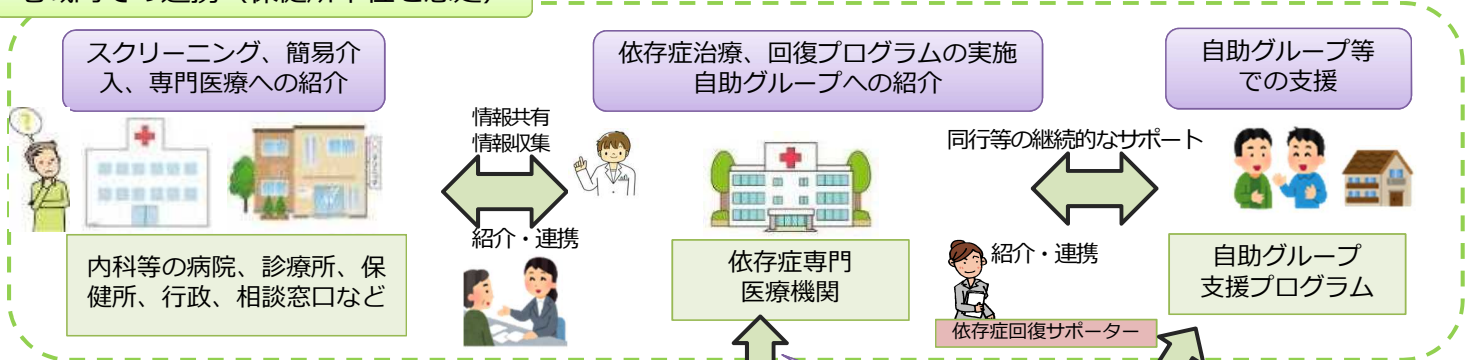 スクリーニング、簡易介
入、専門医療への紹介
依存症治療、回復プログラムの実施
自助グループへの紹介
自助グループ等
での支援
情報共有
情報収集
同行等の継続的なサポート
紹介・連携
紹介・連携
内科等の病院、診療所、保
健所、行政、相談窓口など
依存症専門
医療機関
自助グループ
支援プログラム
依存症回復サポーター